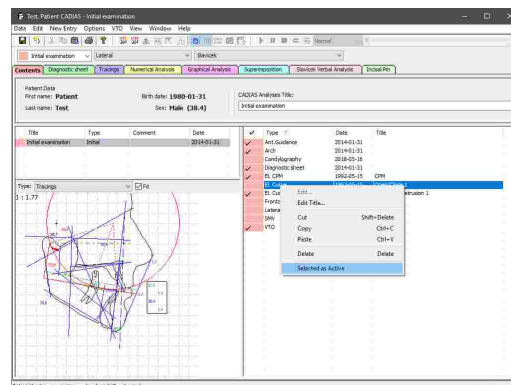 Test, Patient CADIAS - Initial examination
Data Edit New Entry Options VTO View Window Help
Normal
Initial examination Lateral Slavicek
Contents Diagnostic sheet Tracings Numerical Analysis Graphical Analysis Superimposition Slavicek Verbal Analysis Incisal Pin
Patient Data
First name: Patient Birth date: 1980-01-31
Last name: Test Sex: Male (38.4)
CADIAS Analyses Title:
Initial examination
Title Type Comment Date
Initial examination Initial 2014-01-31
Type: Tracings Fit
1 : 1.77
Type Date Title
Ant.Guidance 2014-01-31
Arch 2014-01-31
Condylography 2018-05-16
Diagnostic sheet 2014-01-31
El. CPM 1992-05-15 CPM
El. Curve
El. Cur trusion 1
Fronta
Latera
SMV
VTO
Edit...
Edit Title...
Cut Shift+Delete
Copy Ctrl+C
Paste Ctrl+V
Delete Delete
Selected as Active